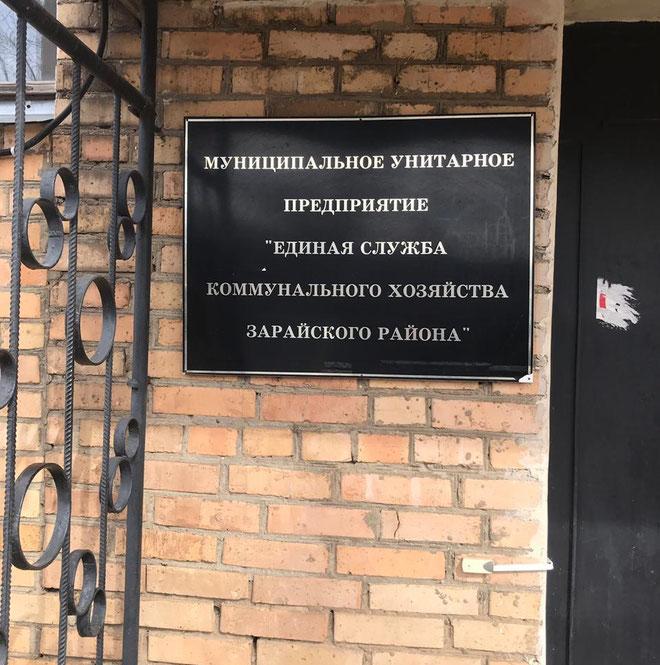 МУНИЦИПАЛЬНОЕ УНИТАРНОЕ
ПРЕДПРИЯТИЕ
"ЕДИНАЯ СЛУЖБА
КОММУНАЛЬНОГО ХОЗЯЙСТВА
ЗАРАЙСКОГО РАЙОНА"